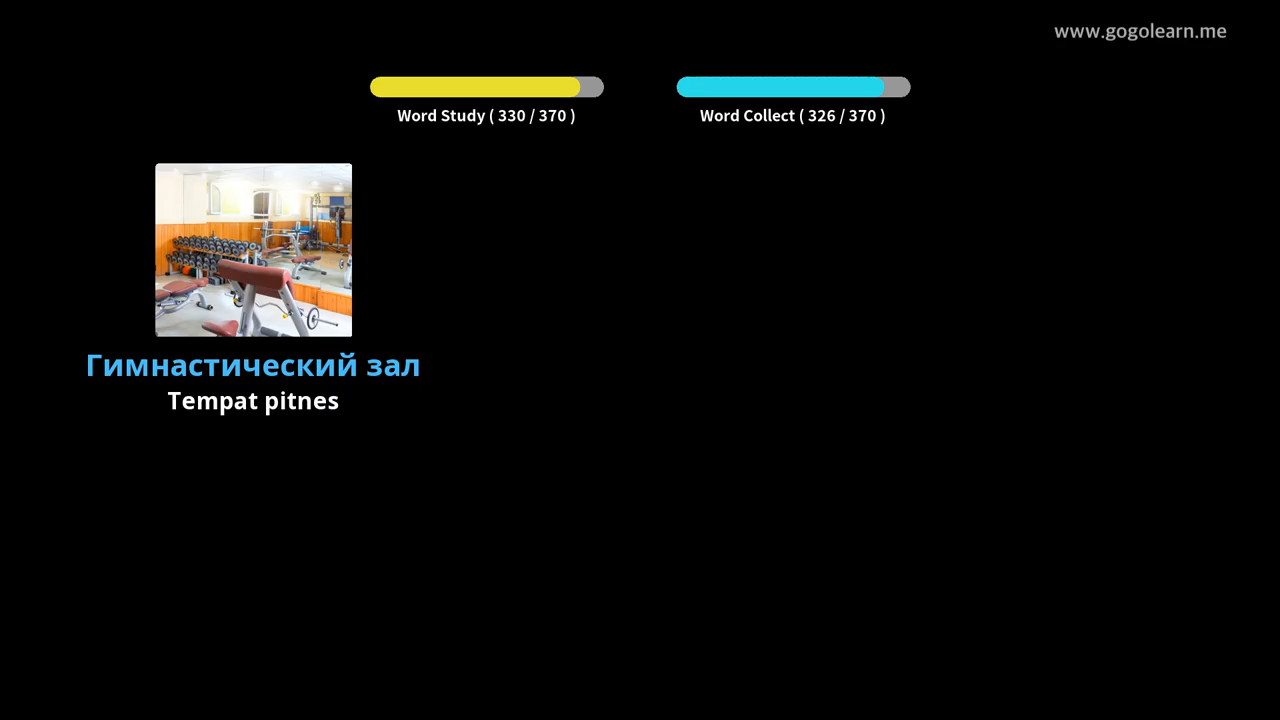 www.gogolearn.me
Word Study ( 330 / 370 )
Word Collect ( 326 / 370 )
Гимнастический зал
Tempat pitnes